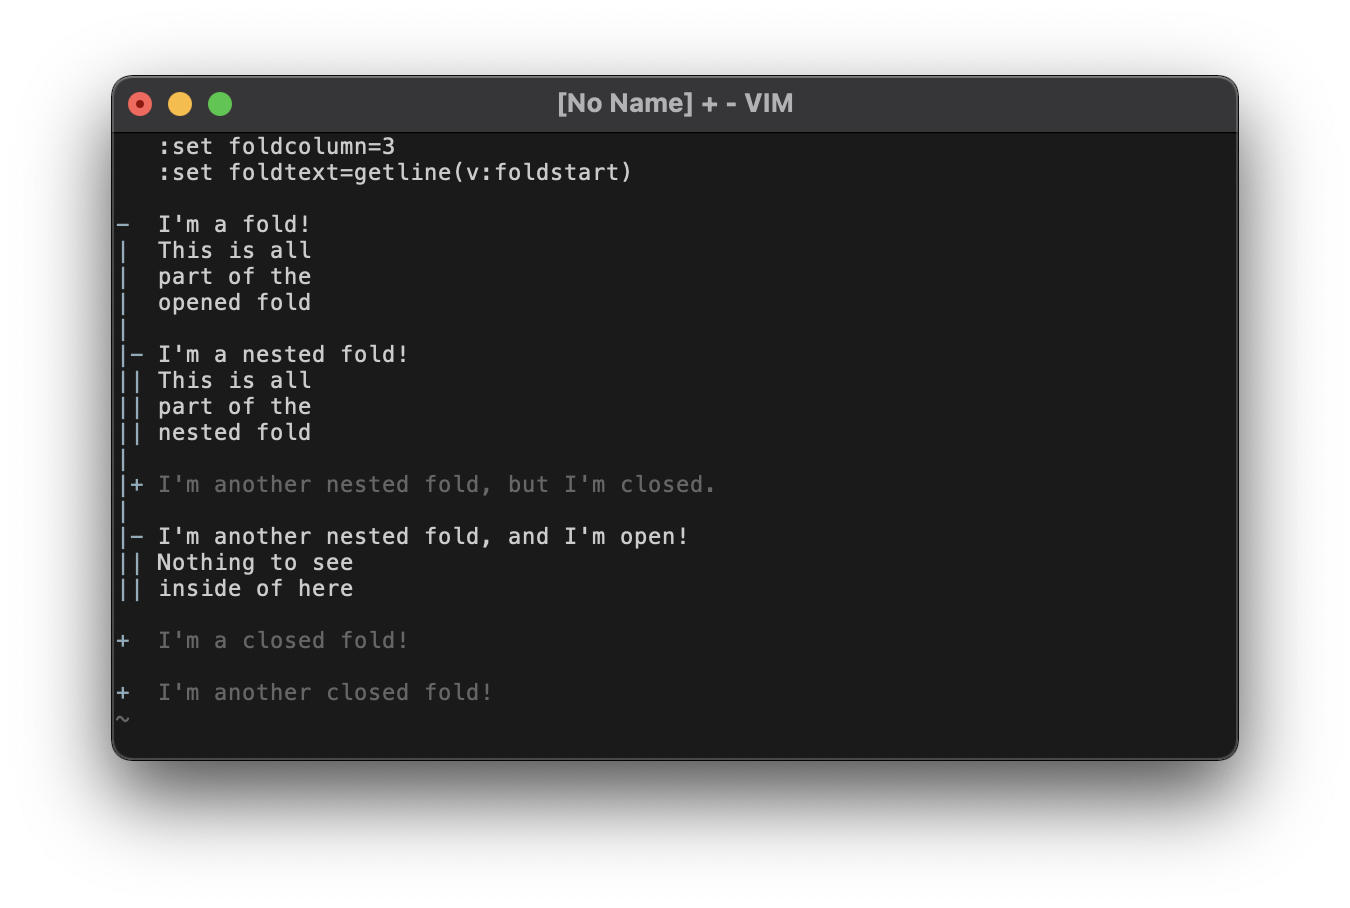 [No Name] + - VIM
:set foldcolumn=3
:set foldtext=getline(v:foldstart)
-  I'm a fold!
|  This is all
|  part of the
|  opened fold
|
|- I'm a nested fold!
|| This is all
|| part of the
|| nested fold
|
|+ I'm another nested fold, but I'm closed.
|
|- I'm another nested fold, and I'm open!
|| Nothing to see
|| inside of here
+  I'm a closed fold!
+  I'm another closed fold!
~